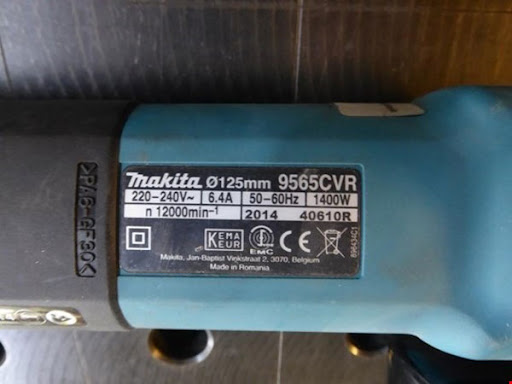 makita Ø125mm 9565CVR
220-240V~ 6.4A 50-60Hz 1400W
n 12000min⁻¹ 2014 40610R
KEMA
KEUR
EMC
CE
Makita, Jan-Baptist Vinkstraat 2, 3070, Belgium
Made in Romania
>PA6-GF30<